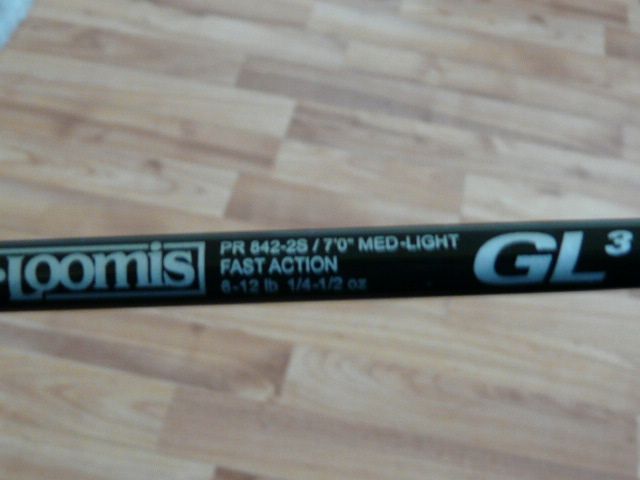 Loomis
PR 842-2S / 7'0" MED-LIGHT
FAST ACTION
6-12 lb 1/4-1/2 oz
GL3